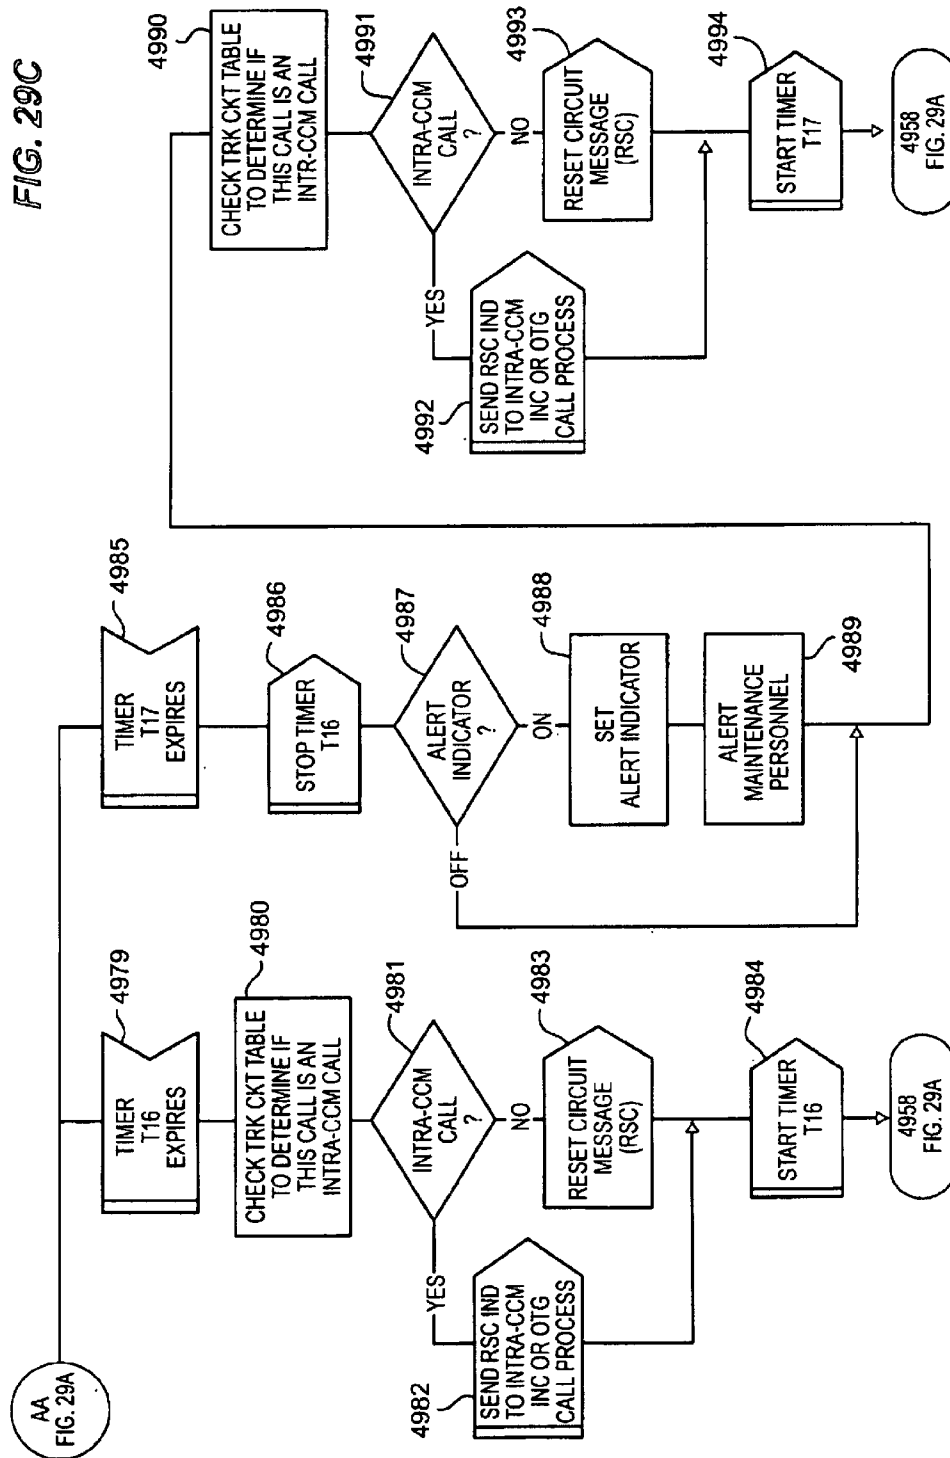 FIG. 29C
AA
FIG. 29A
4979
TIMER
T16
EXPIRES
4980
CHECK TRK CKT TABLE
TO DETERMINE IF
THIS CALL IS AN
INTRA-CCM CALL
4981
INTRA-CCM
CALL
?
YES
NO
4982
SEND RSC IND
TO INTRA-CCM
INC OR OTG
CALL PROCESS
4983
RESET CIRCUIT
MESSAGE
(RSC)
4984
START TIMER
T16
4958
FIG. 29A
4985
TIMER
T17
EXPIRES
4986
STOP TIMER
T16
4987
ALERT
INDICATOR
?
OFF
ON
4988
SET
ALERT INDICATOR
4989
ALERT
MAINTENANCE
PERSONNEL
4990
CHECK TRK CKT TABLE
TO DETERMINE IF
THIS CALL IS AN
INTR-CCM CALL
4991
INTRA-CCM
CALL
?
YES
NO
4992
SEND RSC IND
TO INTRA-CCM
INC OR OTG
CALL PROCESS
4993
RESET CIRCUIT
MESSAGE
(RSC)
4994
START TIMER
T17
4958
FIG. 29A